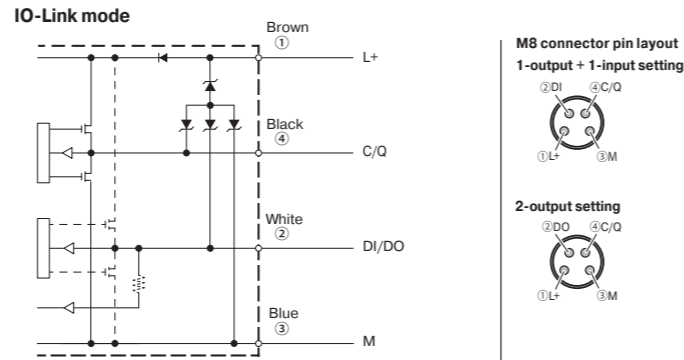 IO-Link mode
Brown
①
L+
Black
④
C/Q
White
②
DI/DO
Blue
③
M
M8 connector pin layout
1-output + 1-input setting
②DI ④C/Q
①L+ ③M
2-output setting
②DO ④C/Q
①L+ ③M